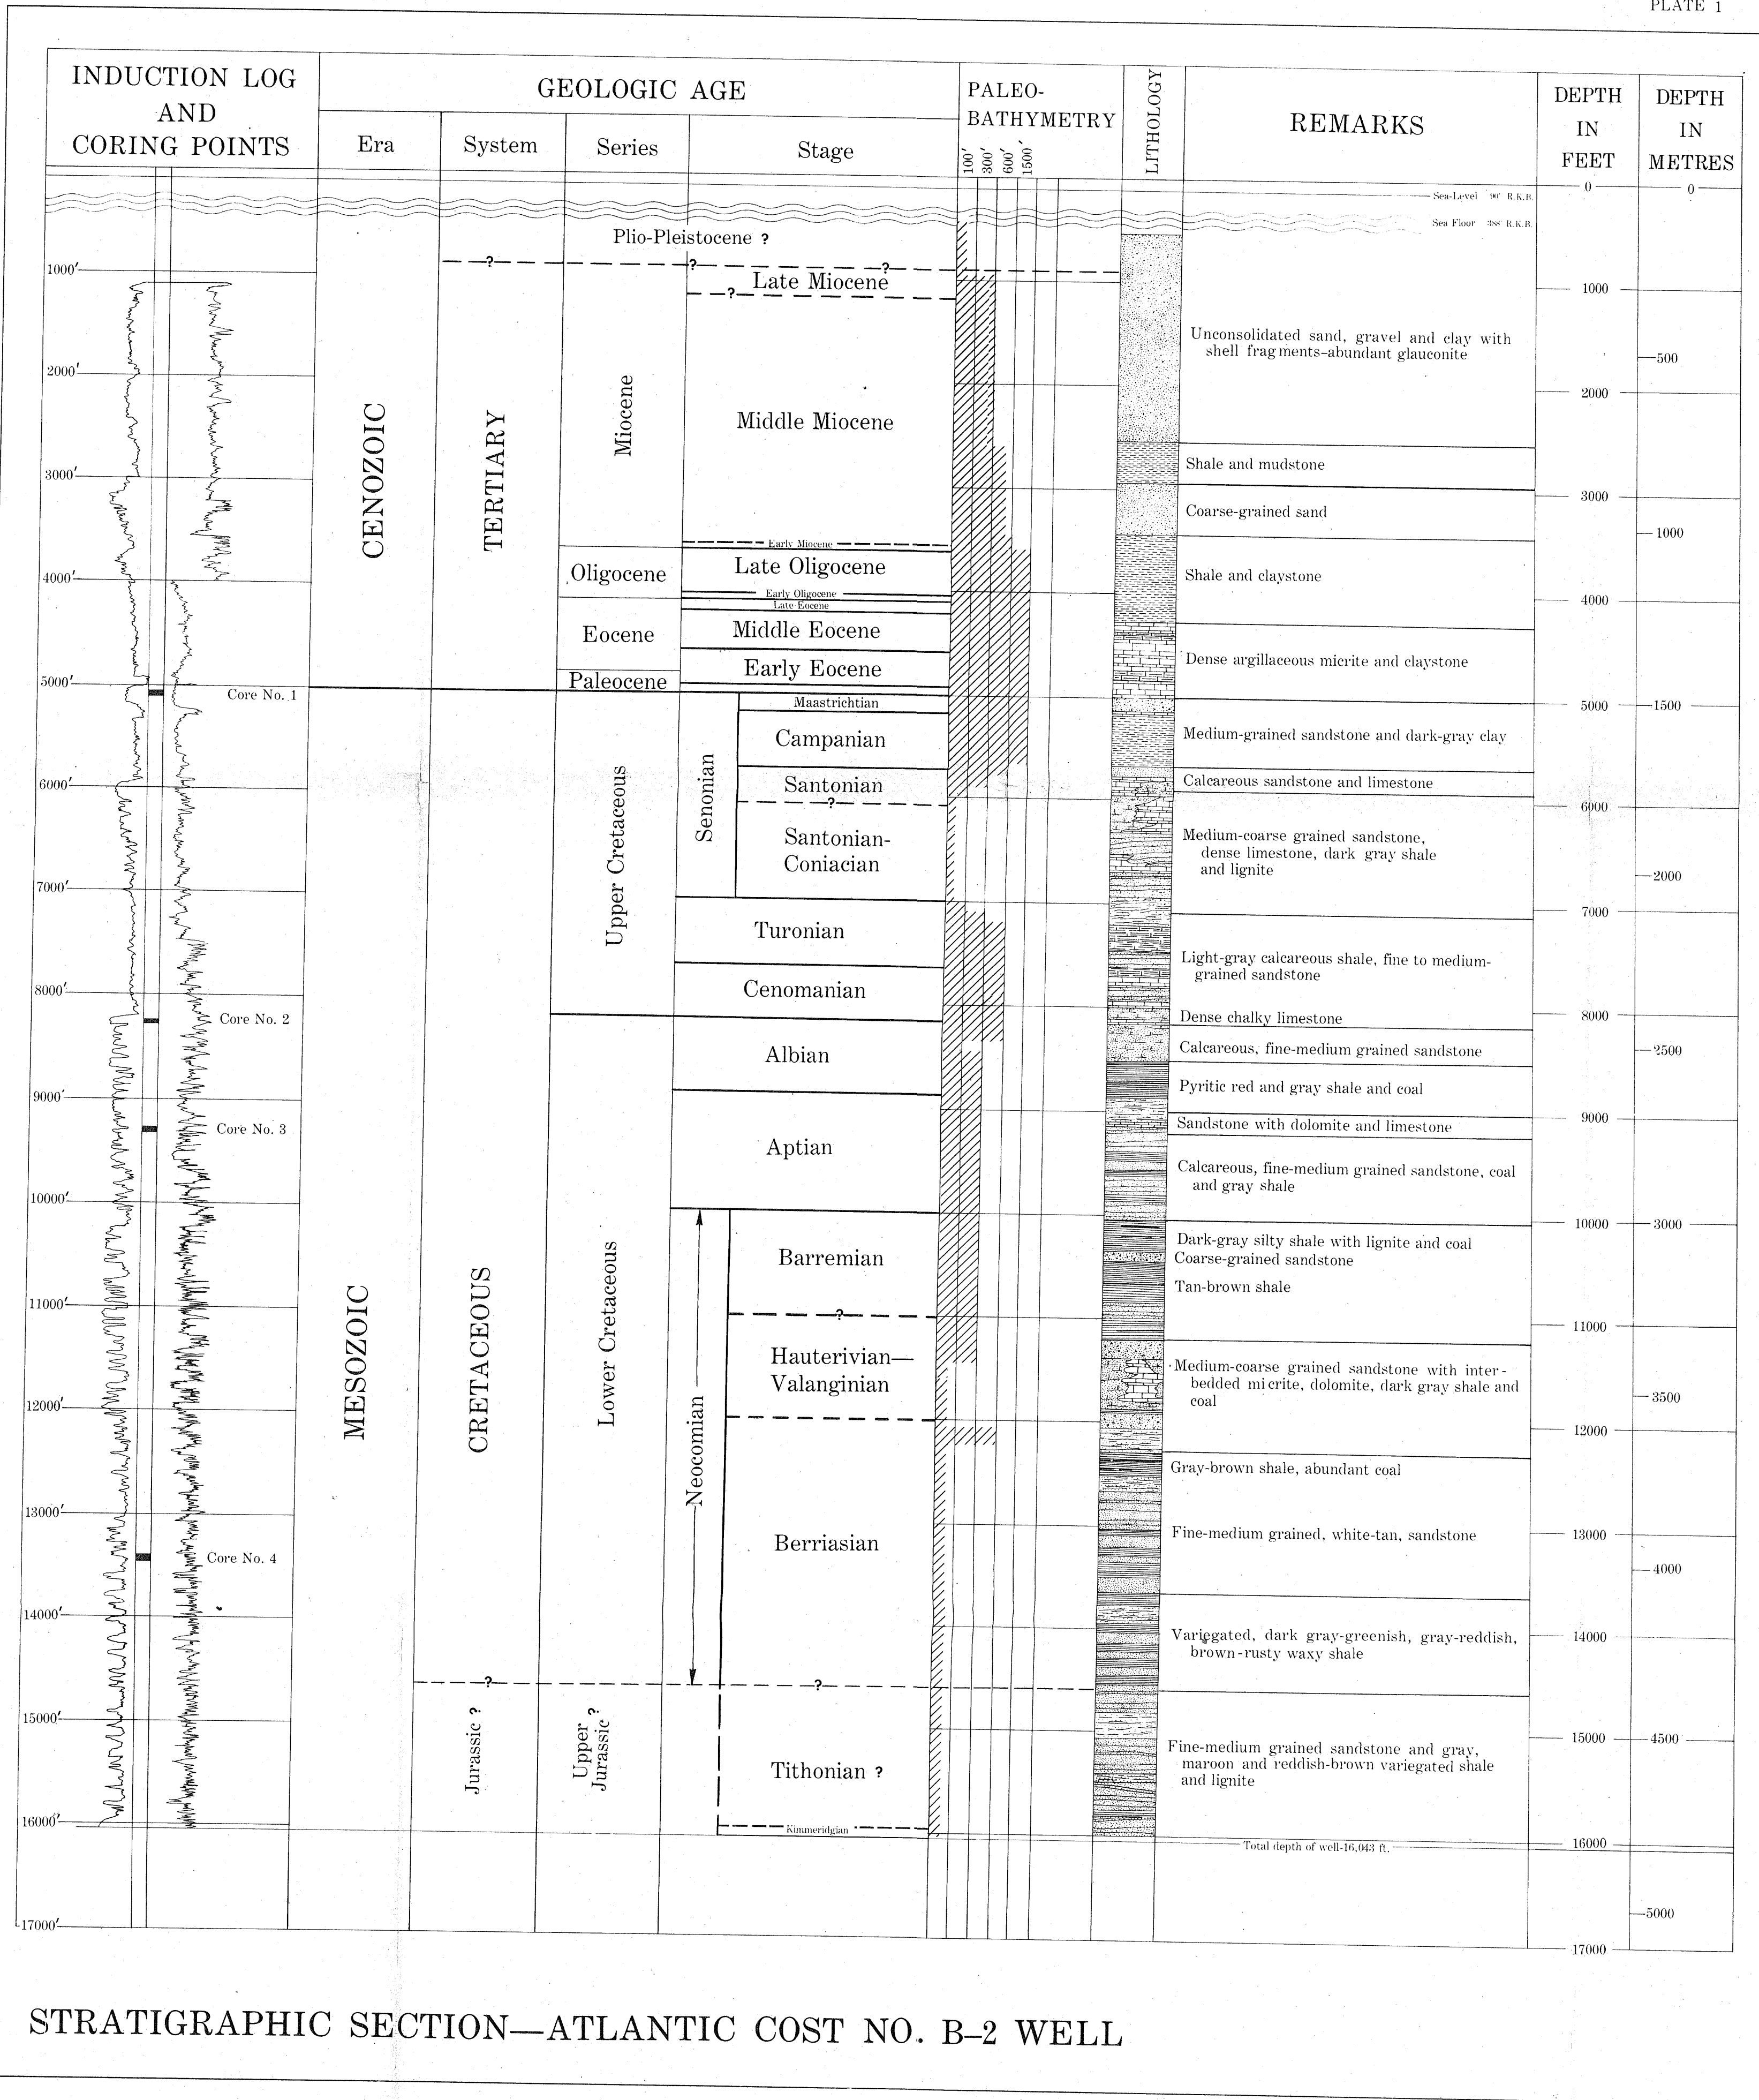 PLATE 1
INDUCTION LOG
AND
CORING POINTS
GEOLOGIC AGE
Era
System
Series
Stage
PALEO-
BATHYMETRY
100'
300'
600'
1500'
LITHOLOGY
REMARKS
DEPTH
IN
FEET
DEPTH
IN
METRES
0
0
Sea-Level 90' R.K.B.
Sea Floor R.K.B.
1000'
2000'
3000'
4000'
5000'
6000'
7000'
8000'
9000'
10000'
11000'
12000'
13000'
14000'
15000'
16000'
17000'
Core No. 1
Core No. 2
Core No. 3
Core No. 4
CENOZOIC
MESOZOIC
TERTIARY
CRETACEOUS
Jurassic ?
Plio-Pleistocene ?
?
?
?
?
Miocene
Oligocene
Eocene
Paleocene
Upper Cretaceous
Lower Cretaceous
Upper
Jurassic ?
Late Miocene
Middle Miocene
Early Miocene
Late Oligocene
Early Oligocene
Late Eocene
Middle Eocene
Early Eocene
Senonian
Maastrichtian
Campanian
Santonian
?
Santonian-
Coniacian
Turonian
Cenomanian
Albian
Aptian
Neocomian
Barremian
?
Hauterivian—
Valanginian
Berriasian
?
?
Tithonian ?
Kimmeridgian
Unconsolidated sand, gravel and clay with
shell fragments–abundant glauconite
Shale and mudstone
Coarse-grained sand
Shale and claystone
Dense argillaceous micrite and claystone
Medium-grained sandstone and dark-gray clay
Calcareous sandstone and limestone
Medium-coarse grained sandstone,
dense limestone, dark gray shale
and lignite
Light-gray calcareous shale, fine to medium-
grained sandstone
Dense chalky limestone
Calcareous, fine-medium grained sandstone
Pyritic red and gray shale and coal
Sandstone with dolomite and limestone
Calcareous, fine-medium grained sandstone, coal
and gray shale
Dark-gray silty shale with lignite and coal
Coarse-grained sandstone
Tan-brown shale
Medium-coarse grained sandstone with inter-
bedded micrite, dolomite, dark gray shale and
coal
Gray-brown shale, abundant coal
Fine-medium grained, white-tan, sandstone
Variegated, dark gray-greenish, gray-reddish,
brown-rusty waxy shale
Fine-medium grained sandstone and gray,
maroon and reddish-brown variegated shale
and lignite
Total depth of well-16,043 ft.
1000
2000
3000
4000
5000
6000
7000
8000
9000
10000
11000
12000
13000
14000
15000
16000
17000
500
1000
1500
2000
2500
3000
3500
4000
4500
5000
STRATIGRAPHIC SECTION—ATLANTIC COST NO. B–2 WELL